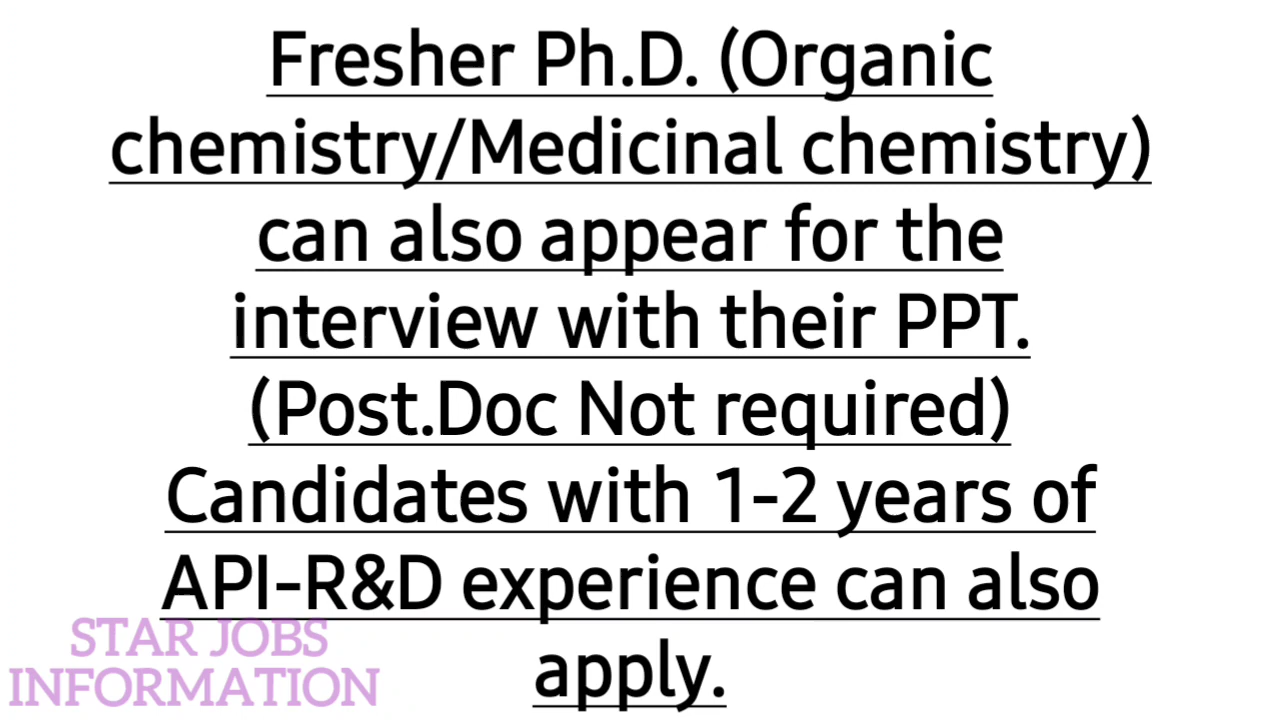 Fresher Ph.D. (Organic
chemistry/Medicinal chemistry)
can also appear for the
interview with their PPT.
(Post.Doc Not required)
Candidates with 1-2 years of
API-R&D experience can also
apply.
STAR JOBS
INFORMATION